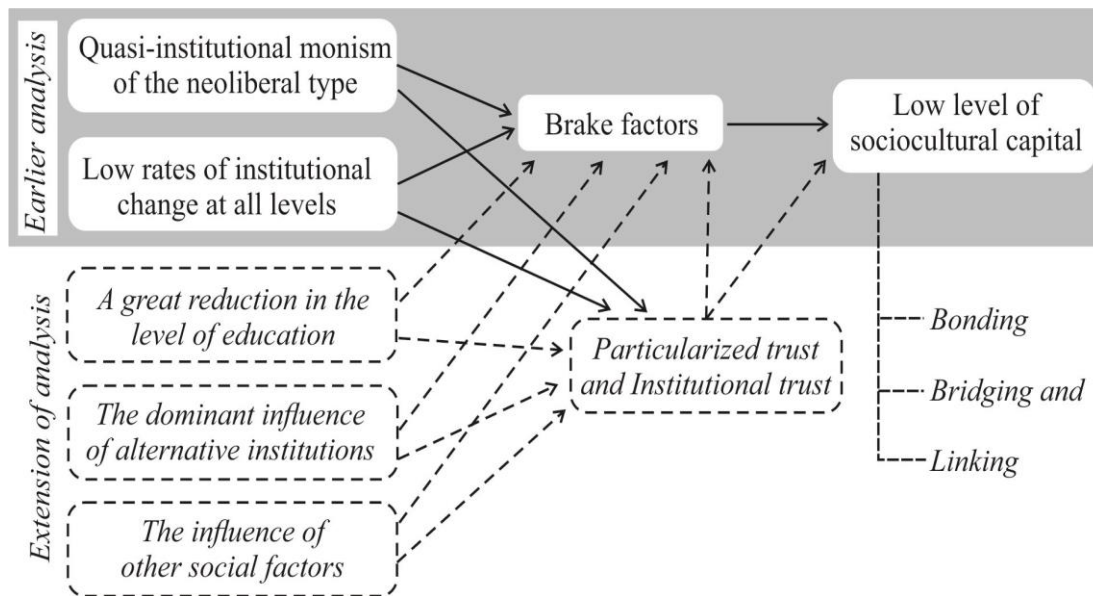 Earlier analysis
Quasi-institutional monism
of the neoliberal type
Low rates of institutional
change at all levels
Brake factors
Low level of
sociocultural capital
Extension of analysis
A great reduction in the
level of education
The dominant influence
of alternative institutions
The influence of
other social factors
Particularized trust
and Institutional trust
Bonding
Bridging and
Linking